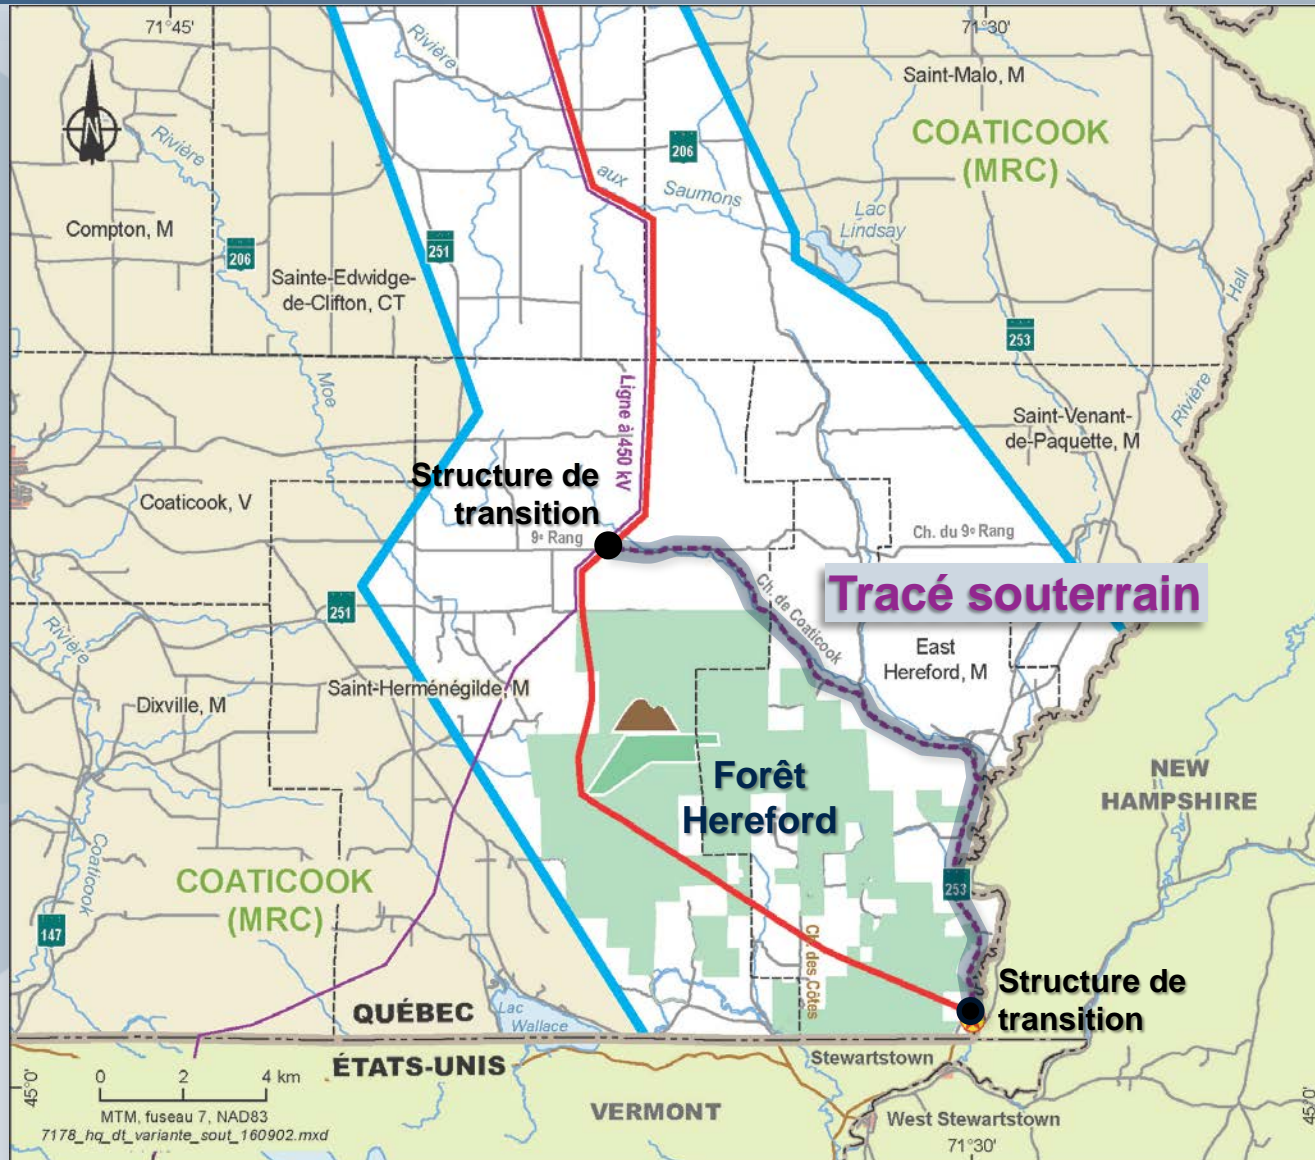 71°45'
71°30'
Rivière
Saint-Malo, M
COATICOOK
(MRC)
N
Rivière
206
aux
Saumons
Lac
Lindsay
Compton, M
206
251
Sainte-Edwidge-
de-Clifton, CT
Hall
253
Moe
Ligne à 450 kV
Rivière
Saint-Venant-
de-Paquette, M
Structure de
transition
Coaticook, V
9e Rang
Ch. du 9e Rang
Ch. de Coaticook
Tracé souterrain
251
Rivière
East
Hereford, M
Saint-Herménégilde, M
Dixville, M
Forêt
Hereford
NEW
HAMPSHIRE
Coaticook
COATICOOK
(MRC)
253
147
Ch. des Côtes
Structure de
transition
QUÉBEC
Lac
Wallace
ÉTATS-UNIS
Stewartstown
45°0'
0 2 4 km
MTM, fuseau 7, NAD83
7178_hq_dt_variante_sout_160902.mxd
VERMONT
West Stewartstown
71°30'
45°0'